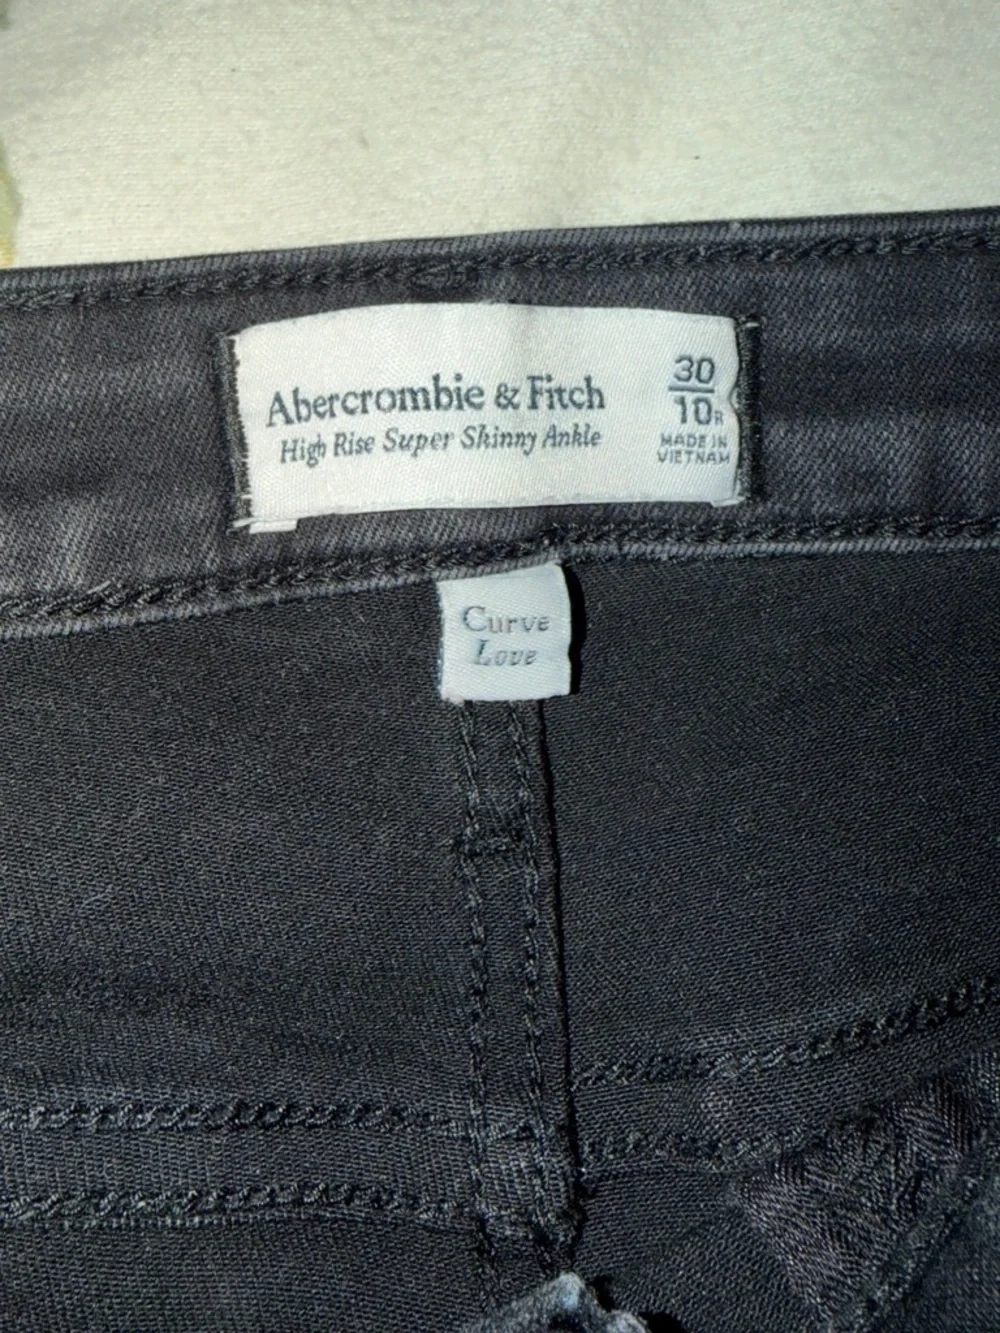 Abercrombie & Fitch
High Rise Super Skinny Ankle
30
10R
MADE IN
VIETNAM
Curve
Love